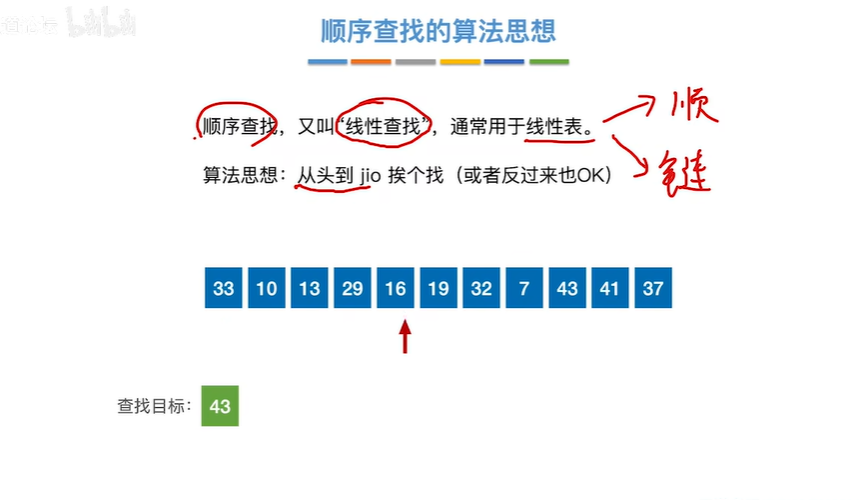 顺序查找的算法思想
顺序查找，又叫“线性查找”，通常用于线性表。
顺
链
算法思想：从头到 jio 挨个找（或者反过来也OK）
33 10 13 29 16 19 32 7 43 41 37
查找目标： 43